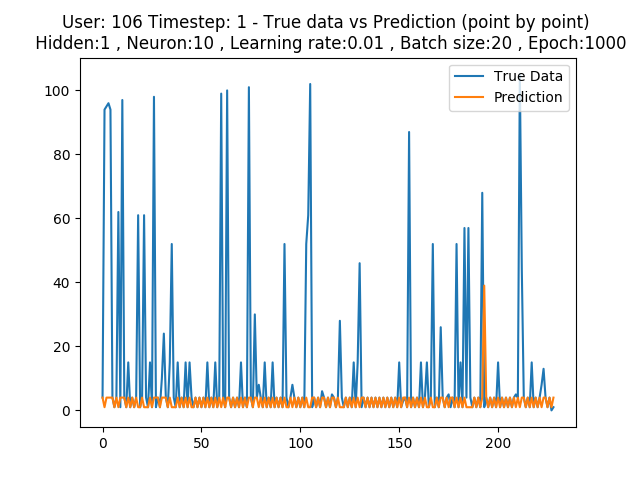 User: 106 Timestep: 1 - True data vs Prediction (point by point)
Hidden:1 , Neuron:10 , Learning rate:0.01 , Batch size:20 , Epoch:1000
True Data
Prediction
100
80
60
40
20
0
0 50 100 150 200